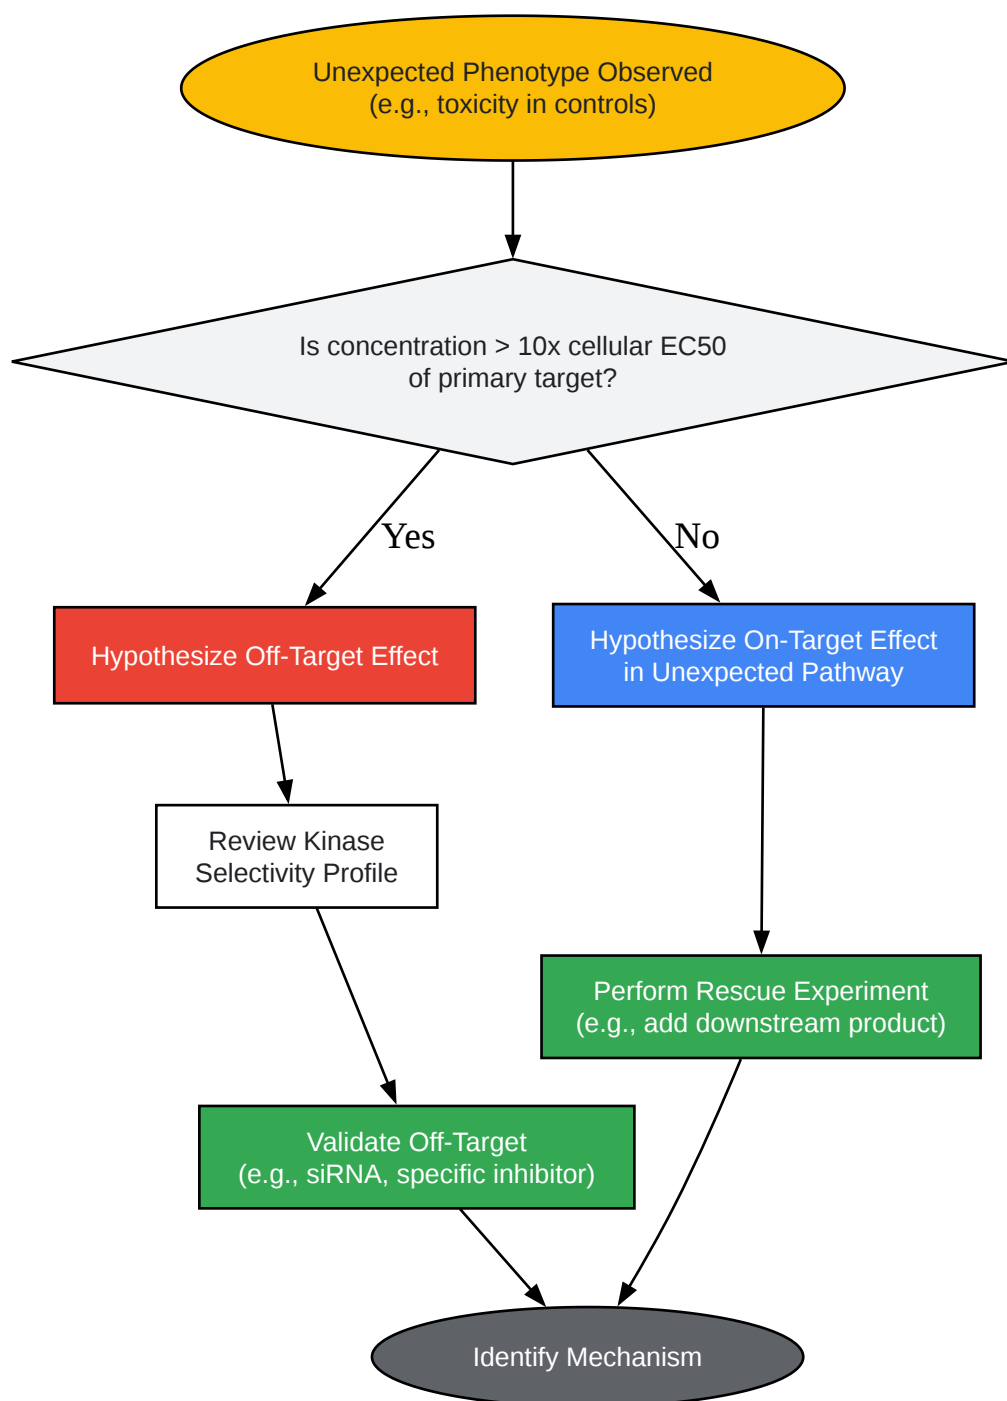 Unexpected Phenotype Observed
(e.g., toxicity in controls)
Is concentration > 10x cellular EC50
of primary target?
Yes
No
Hypothesize Off-Target Effect
Hypothesize On-Target Effect
in Unexpected Pathway
Review Kinase
Selectivity Profile
Perform Rescue Experiment
(e.g., add downstream product)
Validate Off-Target
(e.g., siRNA, specific inhibitor)
Identify Mechanism